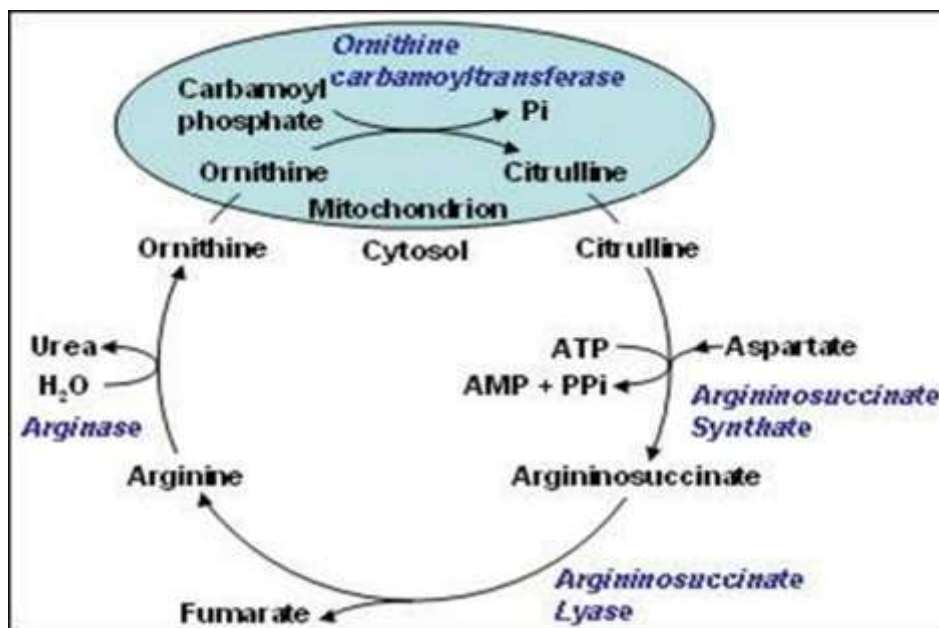 Ornithine
carbamoyltransferase
Carbamoyl
phosphate
Pi
Ornithine
Citrulline
Mitochondrion
Ornithine
Cytosol
Citrulline
Urea
H₂O
Arginase
ATP
Aspartate
AMP + PPi
Argininosuccinate
Synthate
Arginine
Argininosuccinate
Argininosuccinate
Lyase
Fumarate